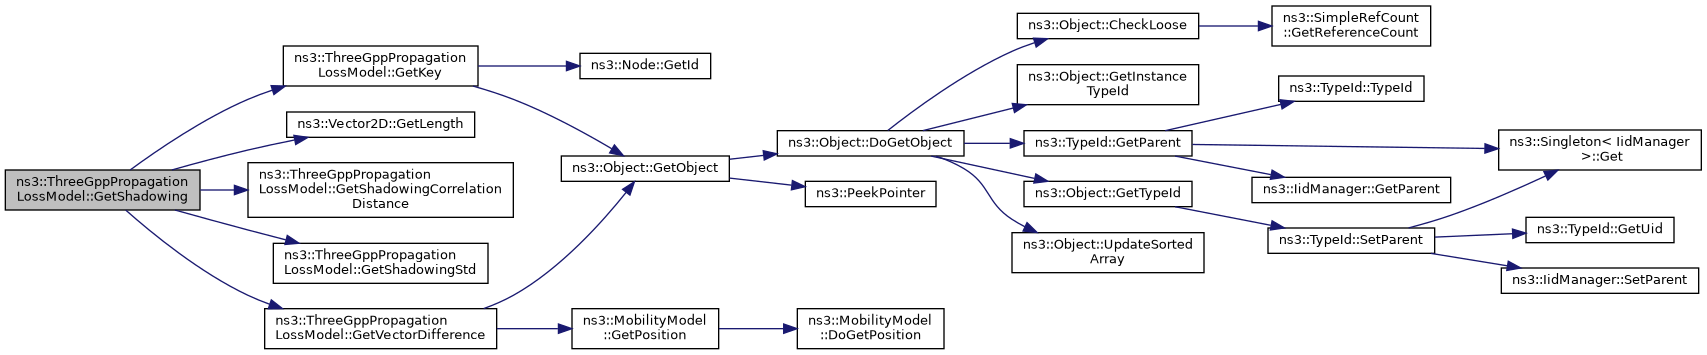 ns3::ThreeGppPropagation
LossModel::GetShadowing
ns3::ThreeGppPropagation
LossModel::GetKey
ns3::Vector2D::GetLength
ns3::ThreeGppPropagation
LossModel::GetShadowingCorrelation
Distance
ns3::ThreeGppPropagation
LossModel::GetShadowingStd
ns3::ThreeGppPropagation
LossModel::GetVectorDifference
ns3::Node::GetId
ns3::Object::GetObject
ns3::MobilityModel
::GetPosition
ns3::Object::DoGetObject
ns3::PeekPointer
ns3::MobilityModel
::DoGetPosition
ns3::Object::CheckLoose
ns3::Object::GetInstance
TypeId
ns3::TypeId::GetParent
ns3::Object::GetTypeId
ns3::Object::UpdateSorted
Array
ns3::SimpleRefCount
::GetReferenceCount
ns3::TypeId::TypeId
ns3::IidManager::GetParent
ns3::TypeId::SetParent
ns3::Singleton< IidManager
>::Get
ns3::TypeId::GetUid
ns3::IidManager::SetParent